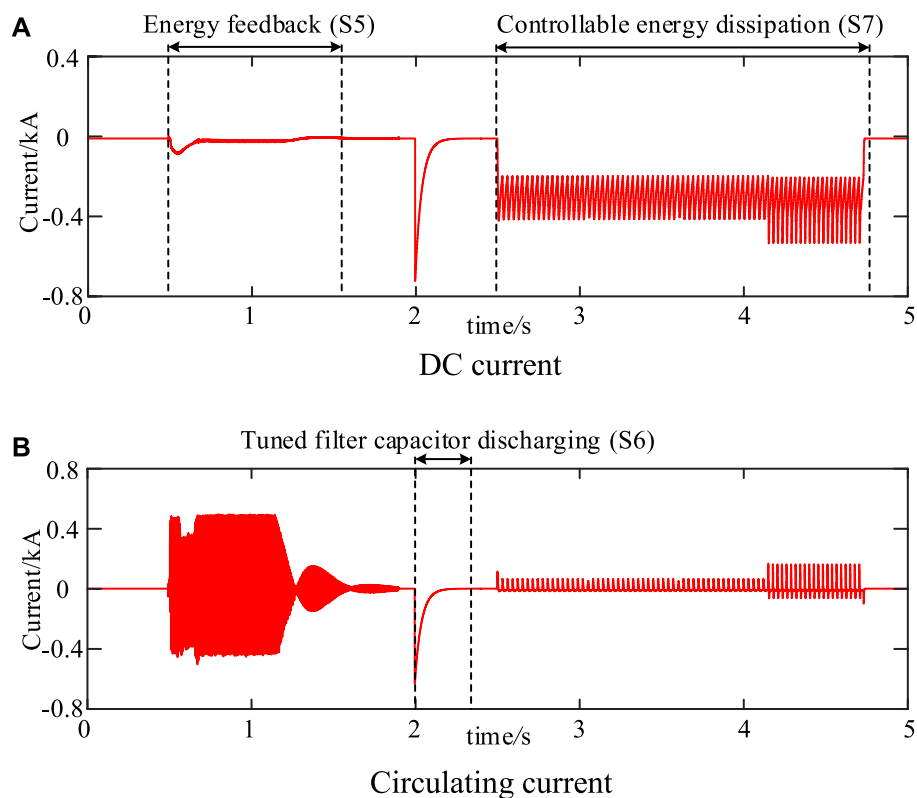 A
Energy feedback (S5)
Controllable energy dissipation (S7)
0.4
0
-0.4
-0.8
Current/kA
0
1
2
3
4
5
time/s
DC current
B
Tuned filter capacitor discharging (S6)
0.8
0.4
0
-0.4
-0.8
Current/kA
0
1
2
3
4
5
time/s
Circulating current